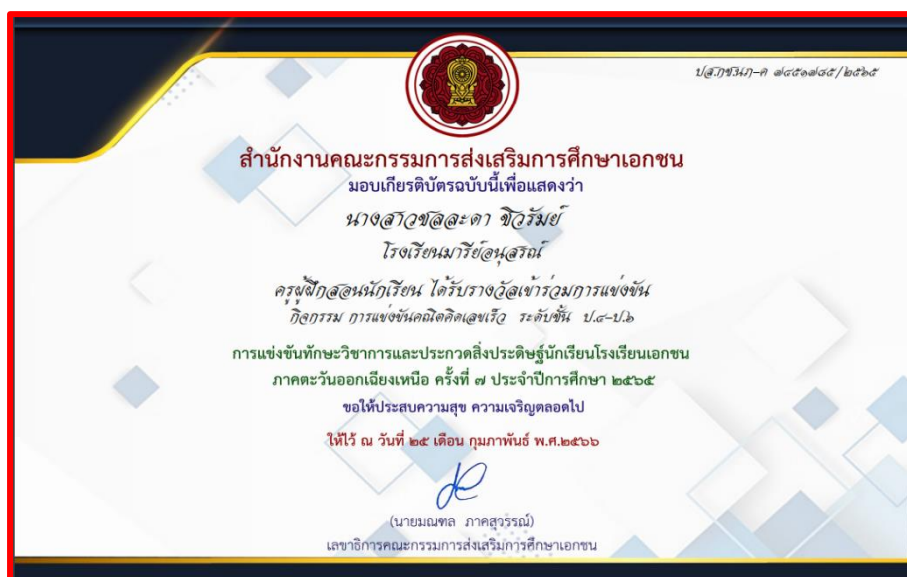 ปส.กช.นภ-ค ๗๔๕๑๗๘๕/๒๕๖๕
สำนักงานคณะกรรมการส่งเสริมการศึกษาเอกชน
มอบเกียรติบัตรฉบับนี้เพื่อแสดงว่า
นางสาวชลละดา ชิวรัมย์
โรงเรียนมารีย์อนุสรณ์
ครูผู้ฝึกสอนนักเรียน ได้รับรางวัลเข้าร่วมการแข่งขัน
กิจกรรม การแข่งขันคณิตคิดเลขเร็ว ระดับชั้น ป.๔-ป.๖
การแข่งขันทักษะวิชาการและประกวดสิ่งประดิษฐ์นักเรียนโรงเรียนเอกชน
ภาคตะวันออกเฉียงเหนือ ครั้งที่ ๗ ประจำปีการศึกษา ๒๕๖๕
ขอให้ประสบความสุข ความเจริญตลอดไป
ให้ไว้ ณ วันที่ ๒๕ เดือน กุมภาพันธ์ พ.ศ.๒๕๖๖
(นายมณฑล ภาคสุวรรณ์)
เลขาธิการคณะกรรมการส่งเสริมการศึกษาเอกชน